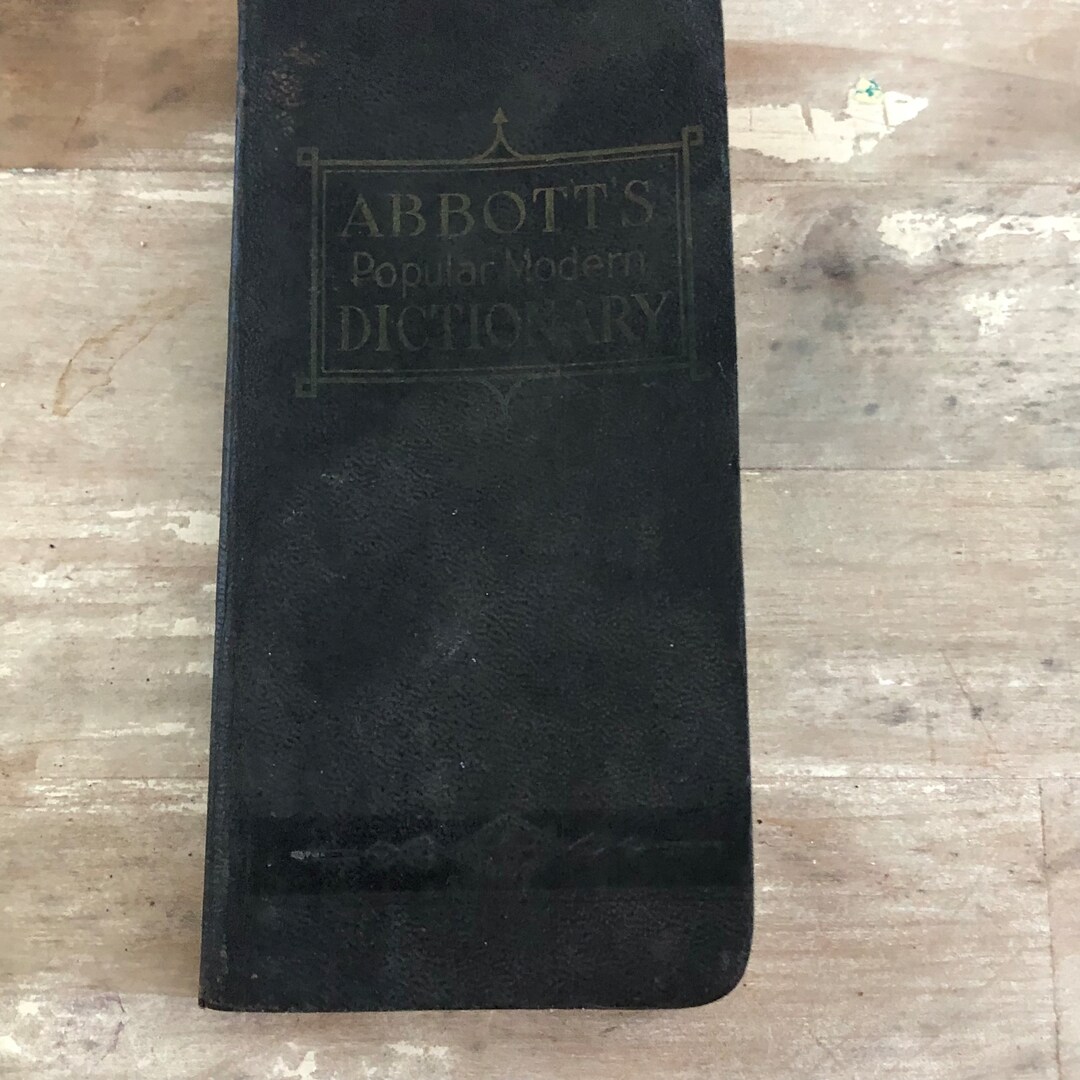 ABBOTT'S
Popular Modern
DICTIONARY